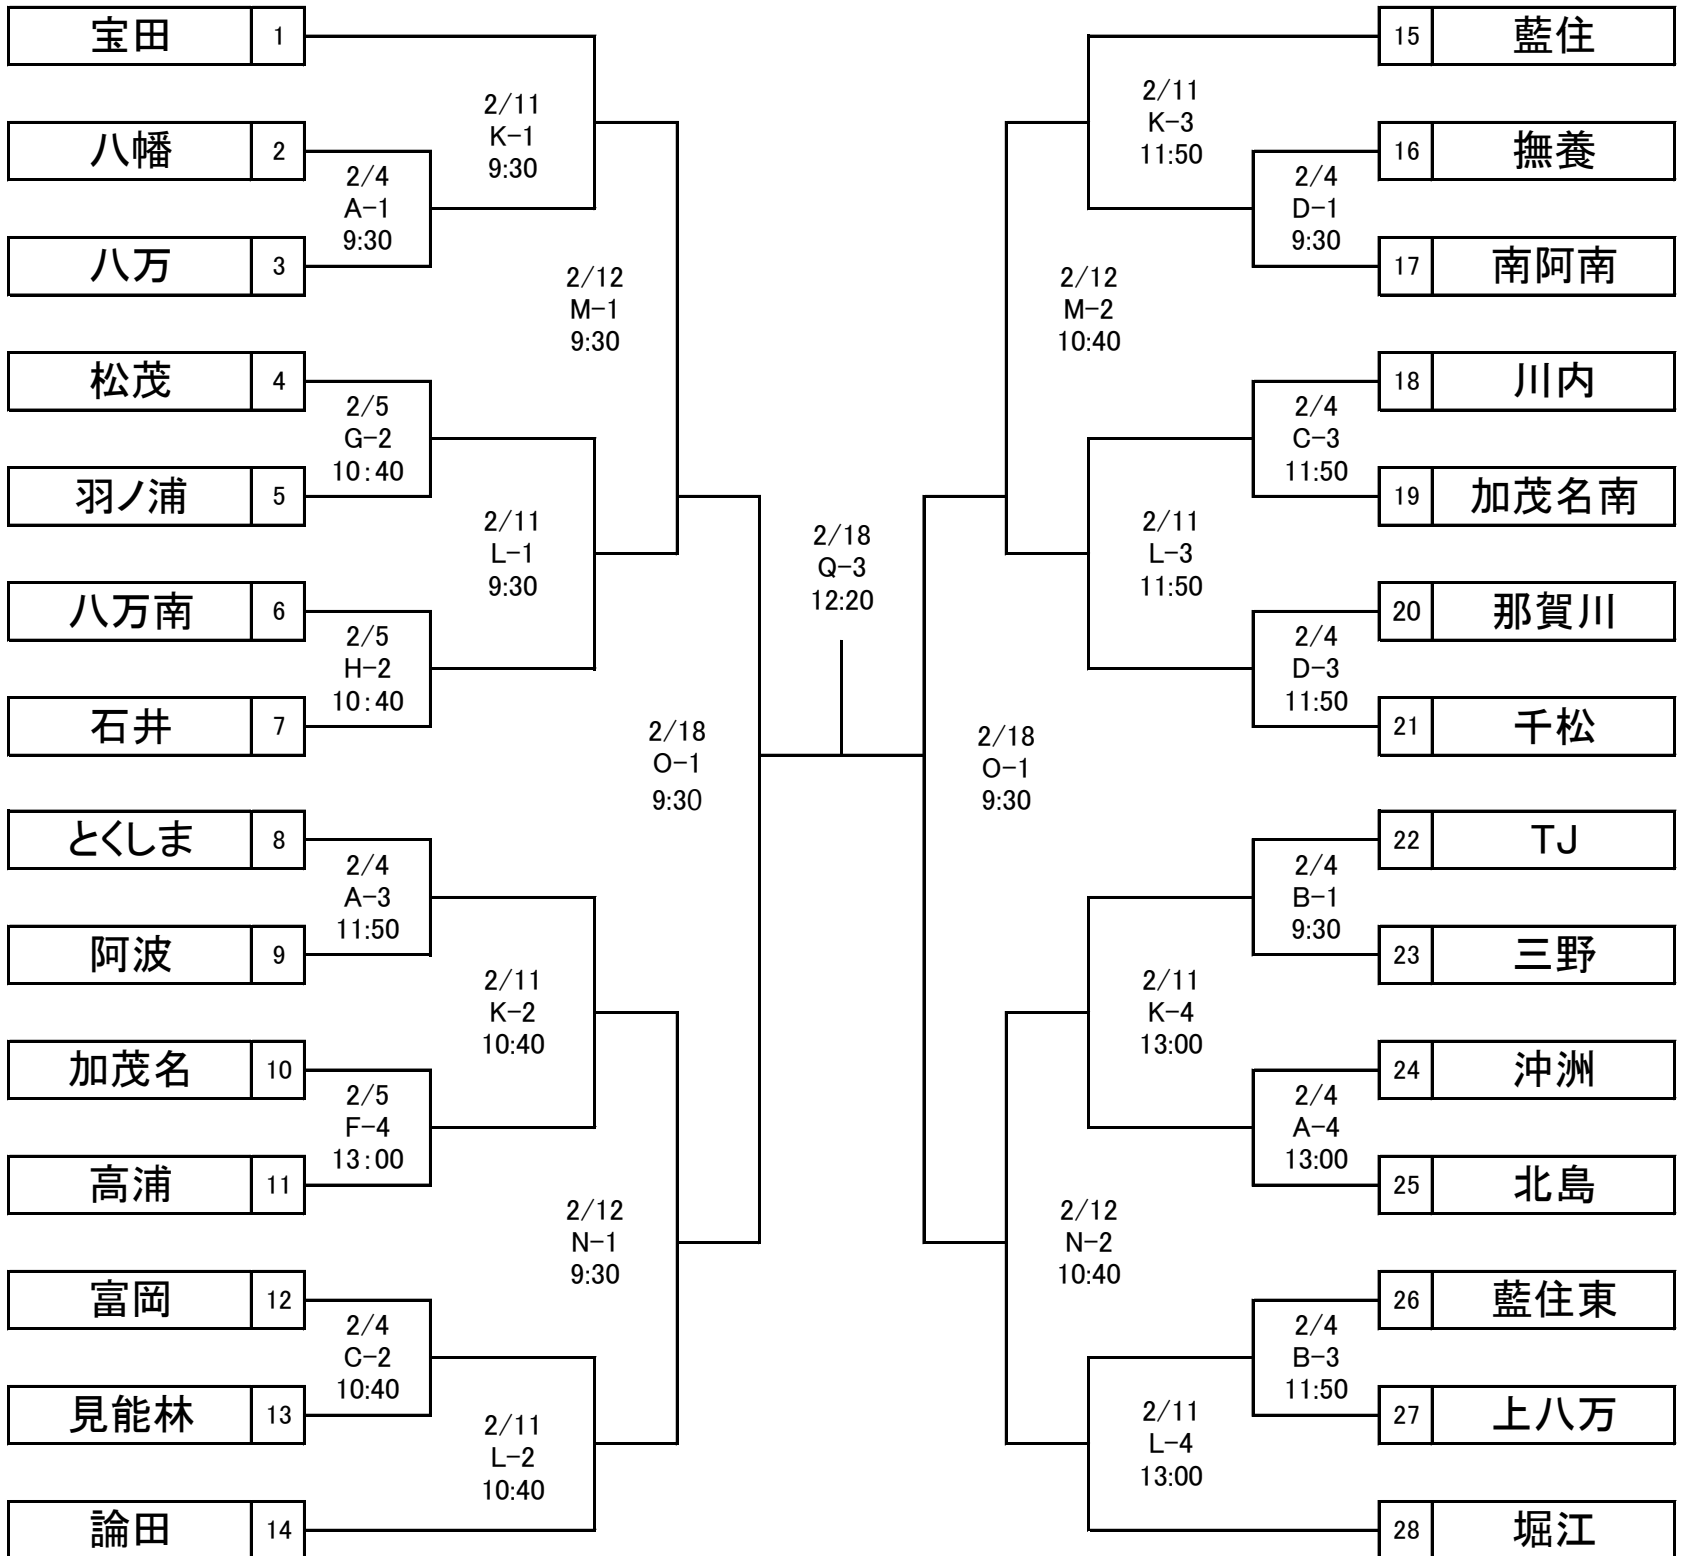 宝田 1
八幡 2
八万 3
松茂 4
羽ノ浦 5
八万南 6
石井 7
とくしま 8
阿波 9
加茂名 10
高浦 11
富岡 12
見能林 13
論田 14
2/4
A-1
9:30
2/5
G-2
10:40
2/5
H-2
10:40
2/4
A-3
11:50
2/5
F-4
13:00
2/4
C-2
10:40
2/11
K-1
9:30
2/11
L-1
9:30
2/11
K-2
10:40
2/11
L-2
10:40
2/12
M-1
9:30
2/12
N-1
9:30
2/18
O-1
9:30
2/18
Q-3
12:20
2/18
O-1
9:30
2/12
M-2
10:40
2/12
N-2
10:40
2/11
K-3
11:50
2/11
L-3
11:50
2/11
K-4
13:00
2/11
L-4
13:00
2/4
D-1
9:30
2/4
C-3
11:50
2/4
D-3
11:50
2/4
B-1
9:30
2/4
A-4
13:00
2/4
B-3
11:50
15 藍住
16 撫養
17 南阿南
18 川内
19 加茂名南
20 那賀川
21 千松
22 TJ
23 三野
24 沖洲
25 北島
26 藍住東
27 上八万
28 堀江